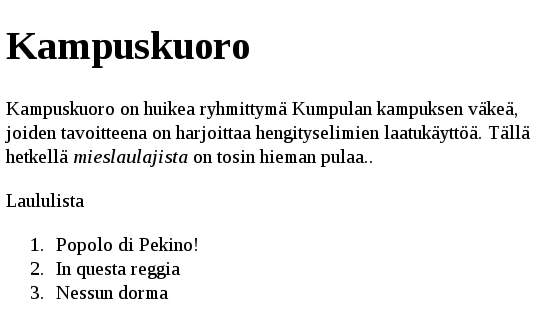 Kampuskuoro
Kampuskuoro on huikea ryhmittymä Kumpulan kampuksen väkeä,
joiden tavoitteena on harjoittaa hengityselimien laatukäyttöä. Tällä
hetkellä mieslaulajista on tosin hieman pulaa..
Laululista
1. Popolo di Pekino!
2. In questa reggia
3. Nessun dorma